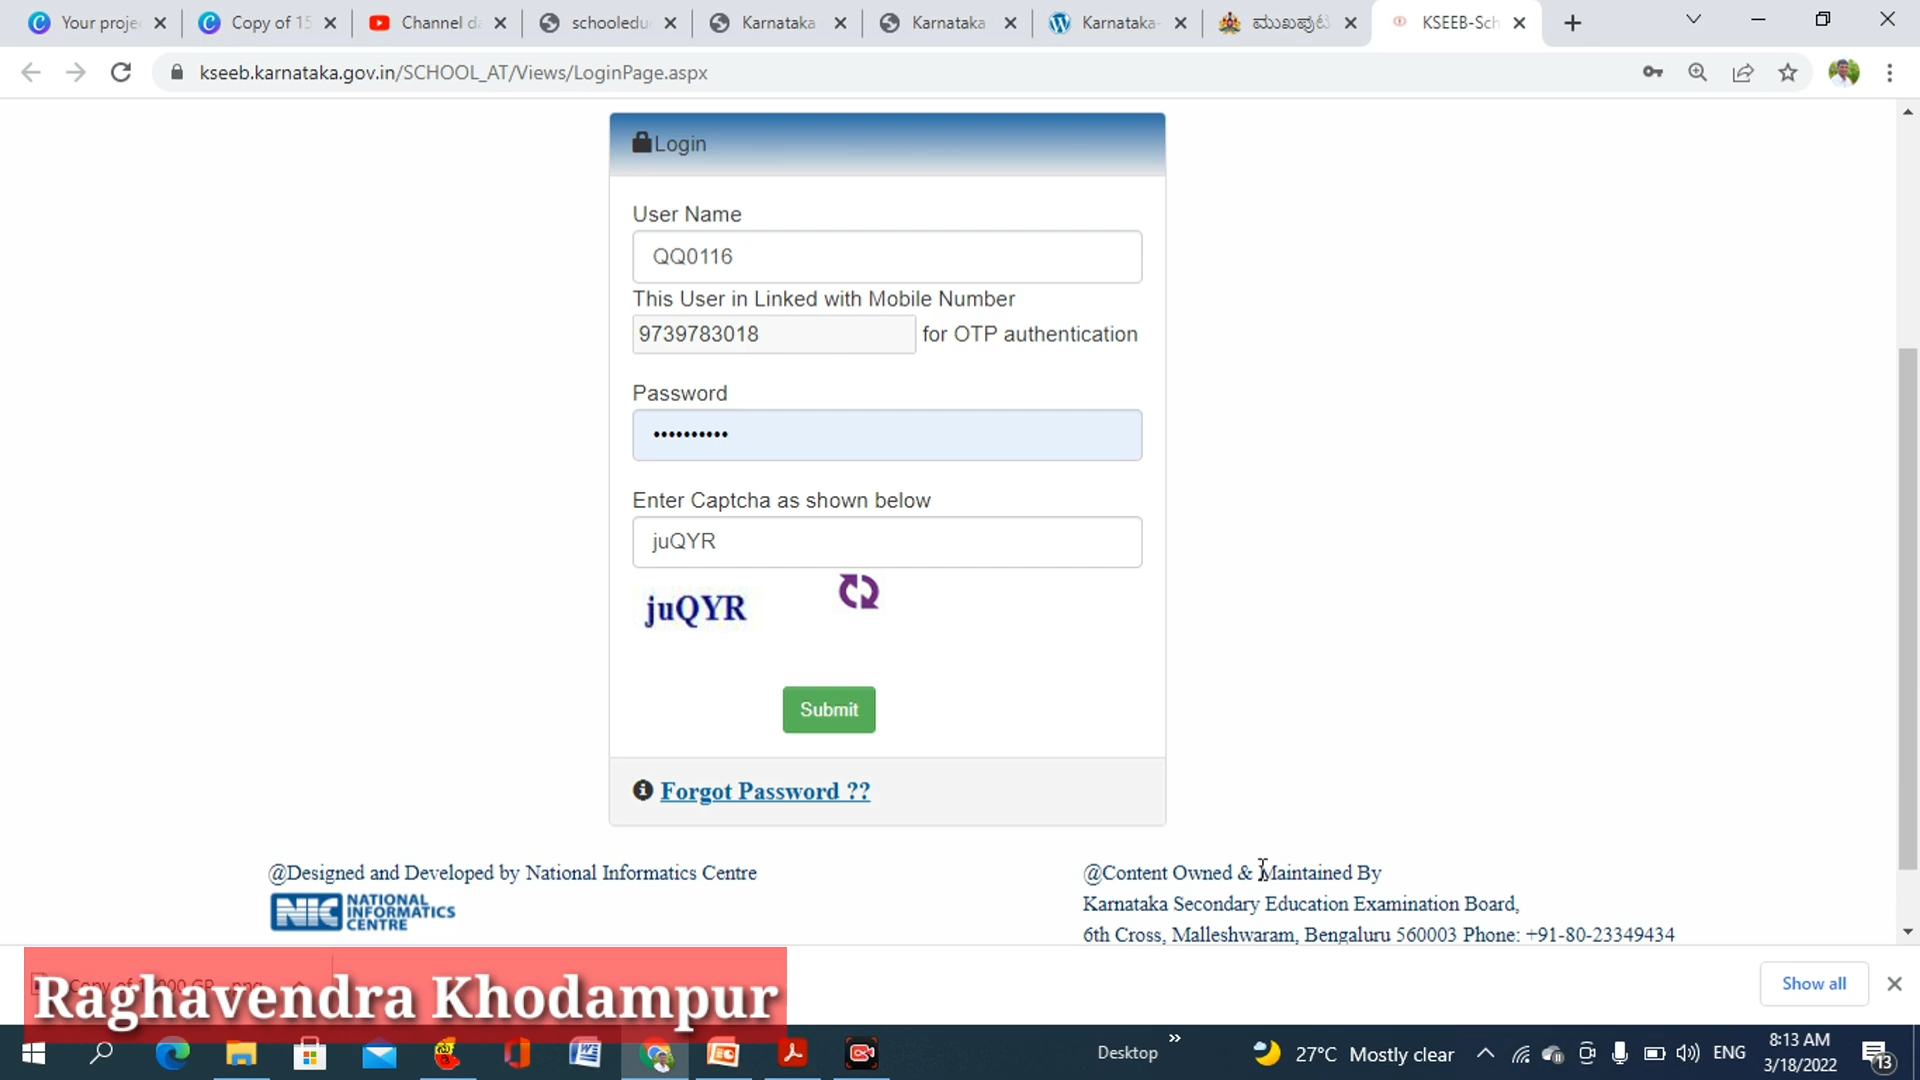 Your proje
Copy of 15
Channel da
schooledu
Karnataka
Karnataka
Karnataka-
ಮುಖಪುಟ
KSEEB-Sch
kseeb.karnataka.gov.in/SCHOOL_AT/Views/LoginPage.aspx
Login
User Name
QQ0116
This User in Linked with Mobile Number
9739783018 for OTP authentication
Password
••••••••••
Enter Captcha as shown below
juQYR
juQYR
Submit
Forgot Password ??
@Designed and Developed by National Informatics Centre
NIC NATIONAL
INFORMATICS
CENTRE
@Content Owned & Maintained By
Karnataka Secondary Education Examination Board,
6th Cross, Malleshwaram, Bengaluru 560003 Phone: +91-80-23349434
Raghavendra Khodampur
Show all
Desktop
27°C Mostly clear
ENG
8:13 AM
3/18/2022
13